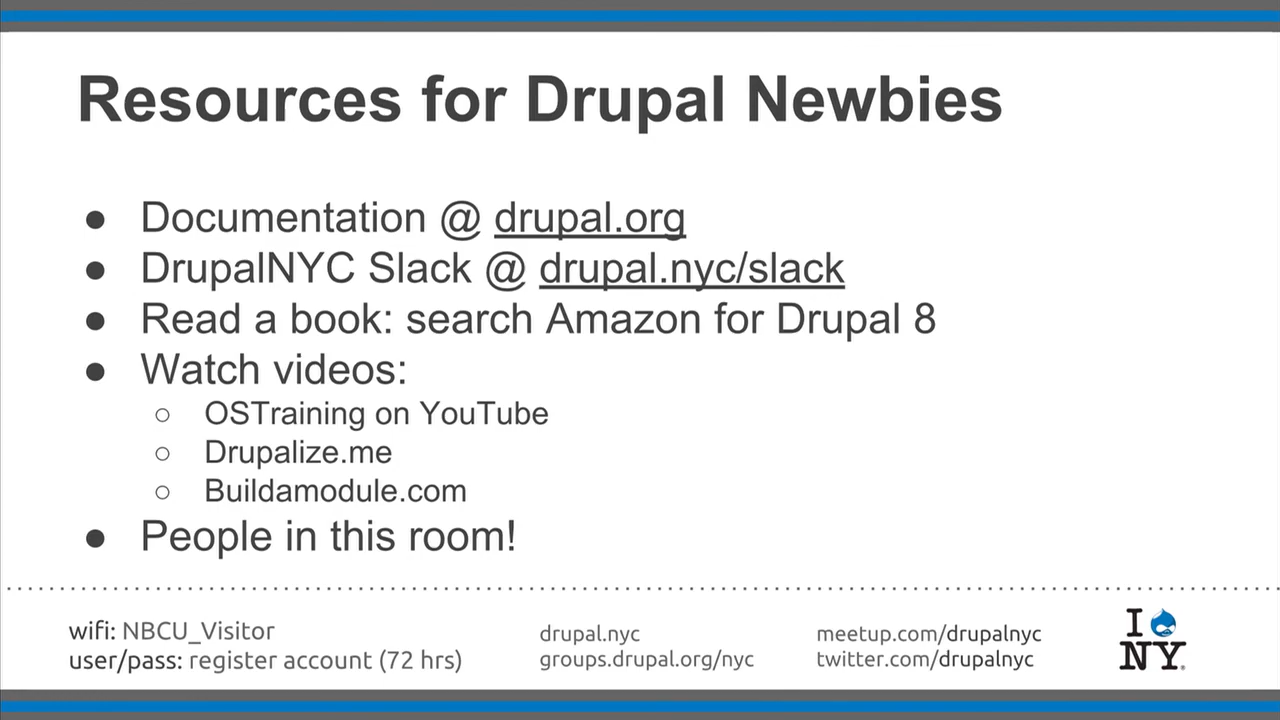 Resources for Drupal Newbies
● Documentation @ drupal.org
● DrupalNYC Slack @ drupal.nyc/slack
● Read a book: search Amazon for Drupal 8
● Watch videos:
○ OSTraining on YouTube
○ Drupalize.me
○ Buildamodule.com
● People in this room!
wifi: NBCU_Visitor
user/pass: register account (72 hrs)
drupal.nyc
groups.drupal.org/nyc
meetup.com/drupalnyc
twitter.com/drupalnyc
I
NY®